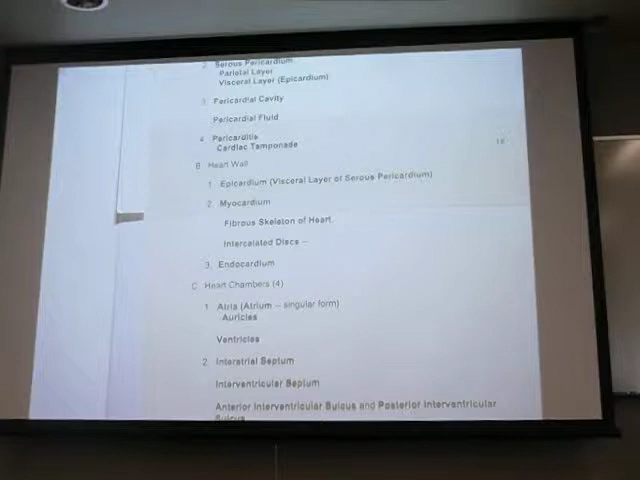 2. Serous Pericardium
Parietal Layer
Visceral Layer (Epicardium)
3. Pericardial Cavity
Pericardial Fluid
4. Pericarditis
Cardiac Tamponade
18
B. Heart Wall
1. Epicardium (Visceral Layer of Serous Pericardium)
2. Myocardium
Fibrous Skeleton of Heart
Intercalated Discs –
3. Endocardium
C. Heart Chambers (4)
1. Atria (Atrium – singular form)
Auricles
Ventricles
2. Interatrial Septum
Interventricular Septum
Anterior Interventricular Sulcus and Posterior Interventricular
Sulcus